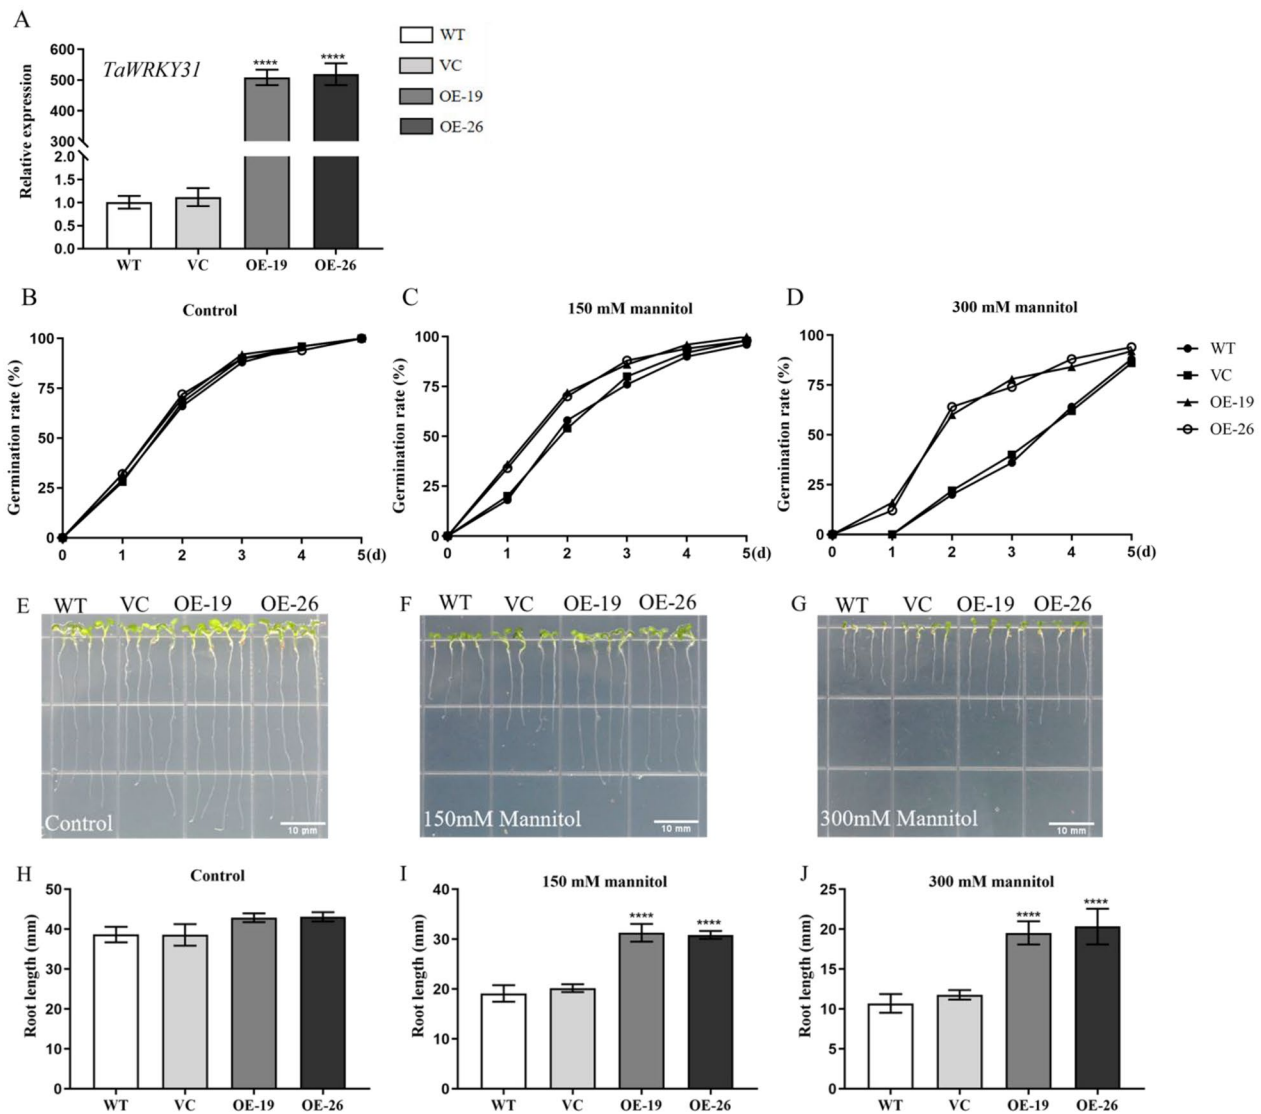 A
WT
VC
OE-19
OE-26
TaWRKY31
**** ****
Relative expression
600
500
400
300
2.0
1.5
1.0
0.5
0.0
WT VC OE-19 OE-26
B Control
C 150 mM mannitol
D 300 mM mannitol
Germination rate (%)
100
75
50
25
0
0 1 2 3 4 5(d)
Germination rate (%)
100
75
50
25
0
0 1 2 3 4 5(d)
Germination rate (%)
100
75
50
25
0
0 1 2 3 4 5(d)
WT
VC
OE-19
OE-26
E WT VC OE-19 OE-26
Control 10 mm
F WT VC OE-19 OE-26
150mM Mannitol 10 mm
G WT VC OE-19 OE-26
300mM Mannitol 10 mm
H Control
Root length (mm)
50
40
30
20
10
0
WT VC OE-19 OE-26
I 150 mM mannitol
Root length (mm)
40
30
20
10
0
**** ****
WT VC OE-19 OE-26
J 300 mM mannitol
Root length (mm)
25
20
15
10
5
0
**** ****
WT VC OE-19 OE-26